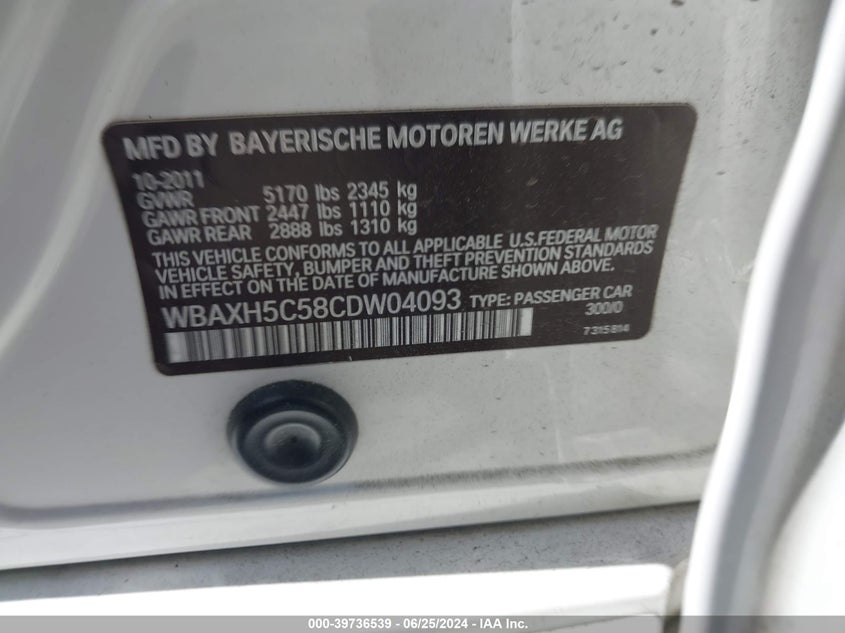 MFD BY BAYERISCHE MOTOREN WERKE AG
10-2011
GVWR 5170 lbs 2345 kg
GAWR FRONT 2447 lbs 1110 kg
GAWR REAR 2888 lbs 1310 kg
THIS VEHICLE CONFORMS TO ALL APPLICABLE U.S.FEDERAL MOTOR
VEHICLE SAFETY, BUMPER AND THEFT PREVENTION STANDARDS
IN EFFECT ON THE DATE OF MANUFACTURE SHOWN ABOVE.
WBAXH5C58CDW04093 TYPE: PASSENGER CAR
300/0
7315814
000-39736539 - 06/25/2024 - IAA Inc.